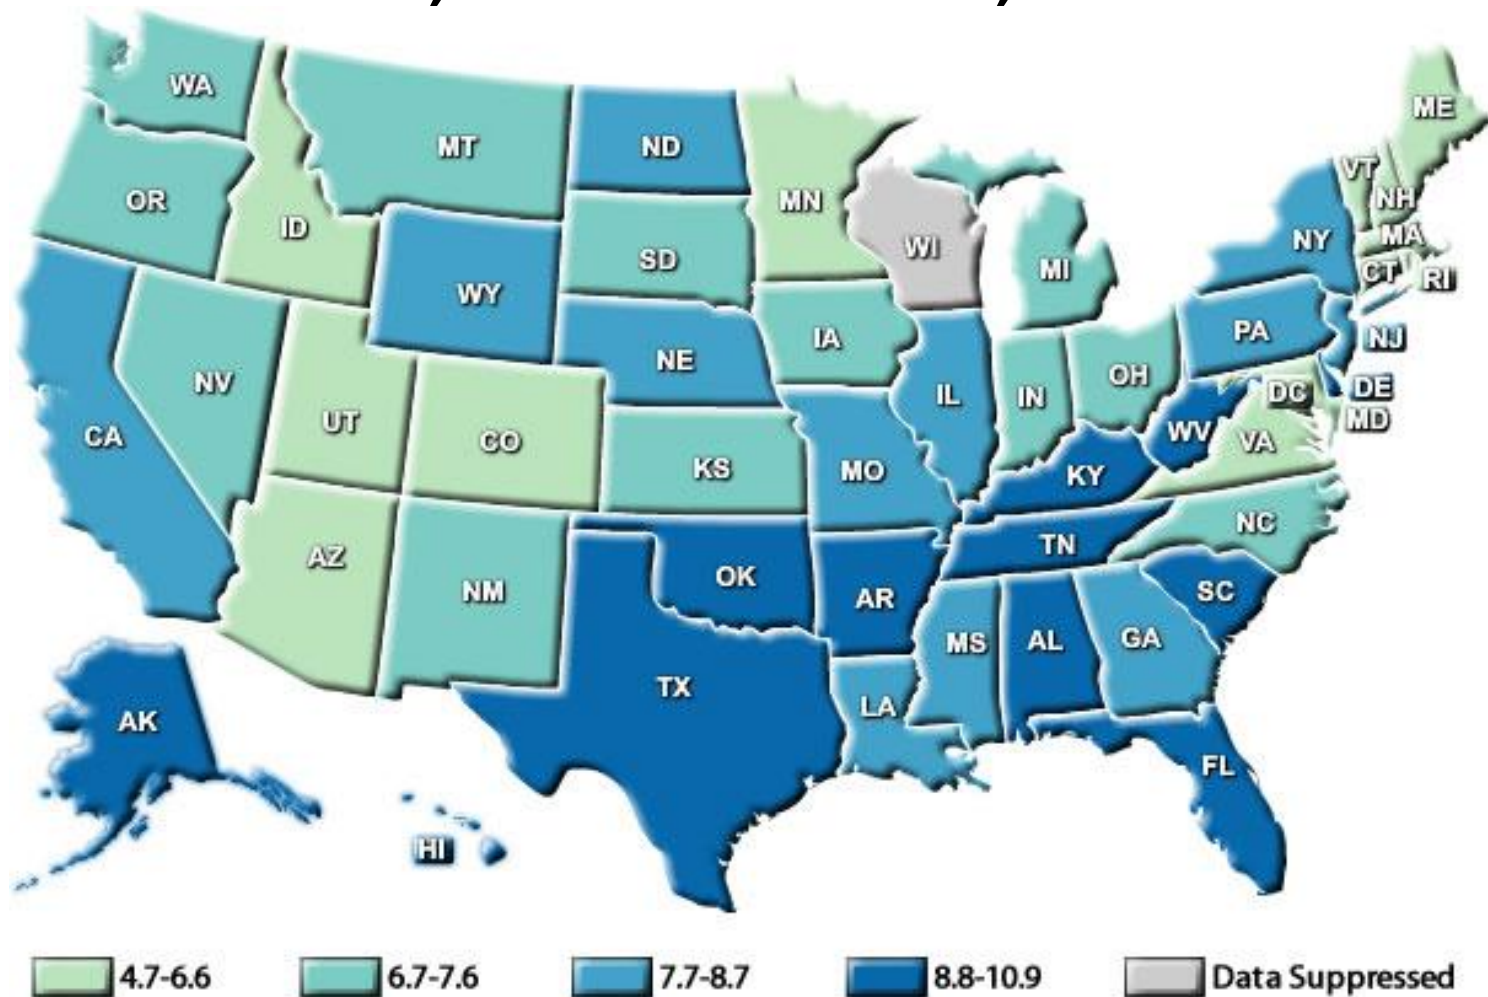 WA
MT
ND
MN
ME
VT
NH
OR
ID
SD
WI
MI
NY
MA
CT
RI
WY
IA
PA
NJ
NV
NE
IL
IN
OH
DC
DE
MD
CA
UT
CO
KS
MO
KY
WV
VA
AZ
NM
OK
AR
TN
NC
SC
MS
AL
GA
TX
LA
AK
FL
HI
4.7-6.6 6.7-7.6 7.7-8.7 8.8-10.9 Data Suppressed